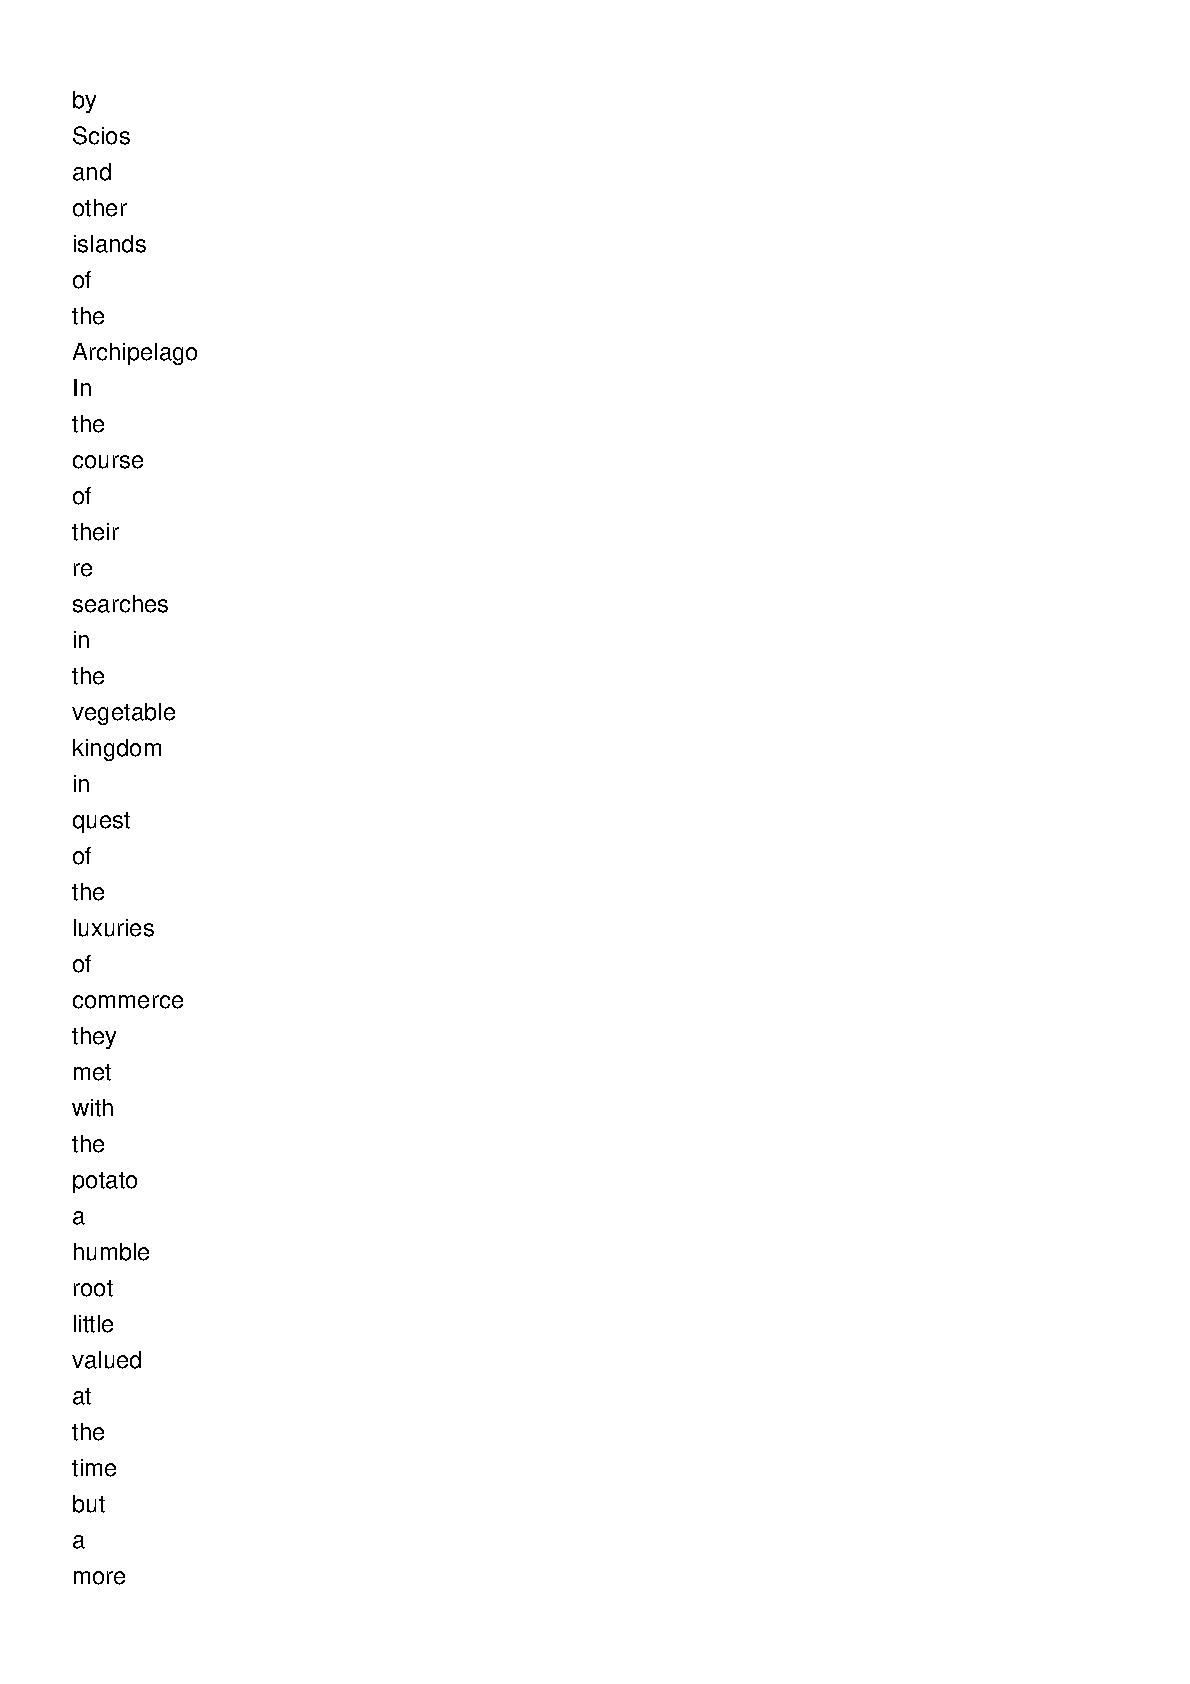 by
Scios
and
other
islands
of
the
Archipelago
In
the
course
of
their
re
searches
in
the
vegetable
kingdom
in
quest
of
the
luxuries
of
commerce
they
met
with
the
potato
a
humble
root
little
valued
at
the
time
but
a
more